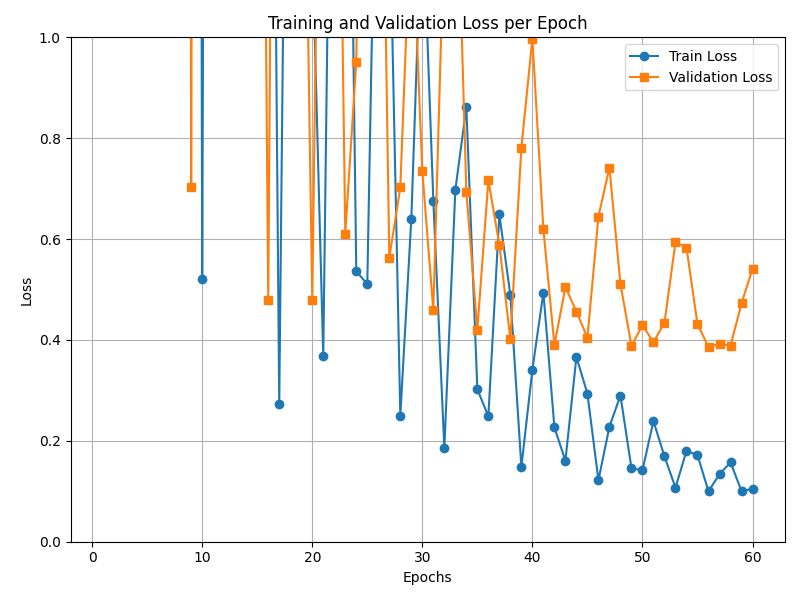 Training and Validation Loss per Epoch
Train Loss
Validation Loss
1.0
0.8
0.6
0.4
0.2
0.0
Loss
0 10 20 30 40 50 60
Epochs